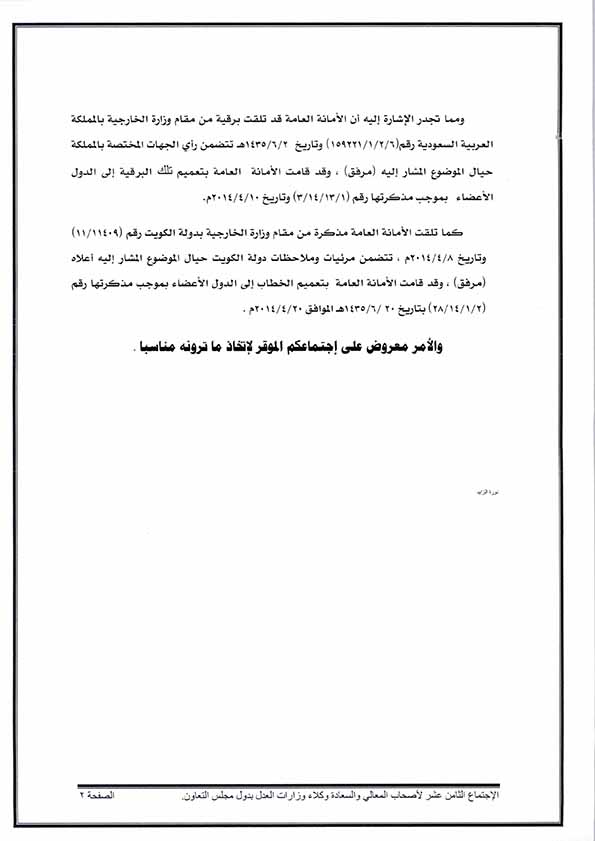 ومما تجدر الإشارة إليه أن الأمانة العامة قد تلقت برقية من مقام وزارة الخارجية بالمملكة
العربية السعودية رقم(١٥٩٢٢١/١/٢/٦) وتاريخ ١٤٣٥/٦/٢هـ تتضمن رأي الجهات المختصة بالمملكة
حيال الموضوع المشار إليه (مرفق) ، وقد قامت الأمانة العامة بتعميم تلك البرقية إلى الدول
الأعضاء بموجب مذكرتها رقم (٣/١٤/١٣/١) وتاريخ ٢٠١٤/٤/١٠م.
كما تلقت الأمانة العامة مذكرة من مقام وزارة الخارجية بدولة الكويت رقم (١١/١١٤٠٩)
وتاريخ ٢٠١٤/٤/٨م ، تتضمن مرئيات وملاحظات دولة الكويت حيال الموضوع المشار إليه أعلاه
(مرفق) ، وقد قامت الأمانة العامة بتعميم الخطاب إلى الدول الأعضاء بموجب مذكرتها رقم
(٢٨/١٤/١/٢) بتاريخ ٢٠ /١٤٣٥/٦هـ الموافق ٢٠١٤/٤/٢٠م .
والأمر معروض على إجتماعكم الموقر لإتخاذ ما ترونه مناسبا .
نورة
الإجتماع الثامن عشر لأصحاب المعالي والسعادة وكلاء وزارات العدل بدول مجلس التعاون. الصفحة ٢